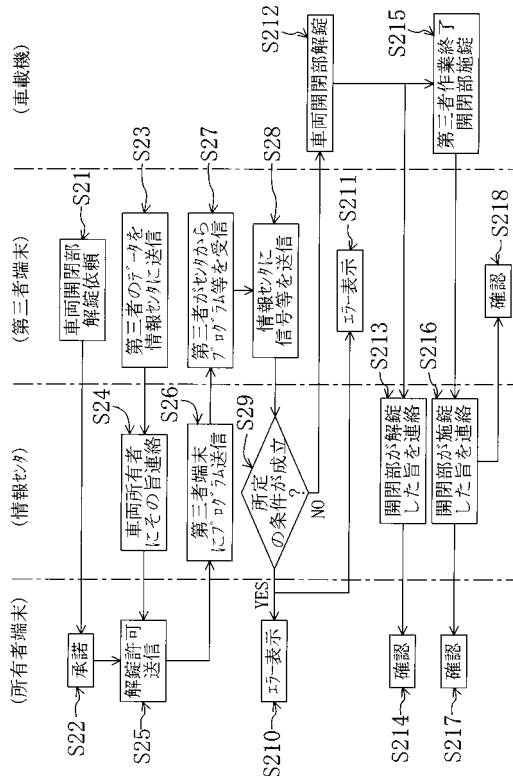 (所有者端末)
(情報センタ)
(第三者端末)
(車載機)
S21
車両開閉部
解錠依頼
S22
承諾
S23
第三者のデータを
情報センタに送信
S24
車両所有者
にその旨連絡
S25
解錠許可
送信
S26
第三者端末
にプログラム送信
S27
第三者がセンタから
プログラム等を受信
S28
情報センタに
信号等を送信
S29
所定
の条件が成立
?
YES
NO
S210
エラー表示
S211
エラー表示
S212
車両開閉部解錠
S213
開閉部が解錠
した旨を連絡
S214
確認
S215
第三者作業終了
開閉部施錠
S216
開閉部が施錠
した旨を連絡
S217
確認
S218
確認